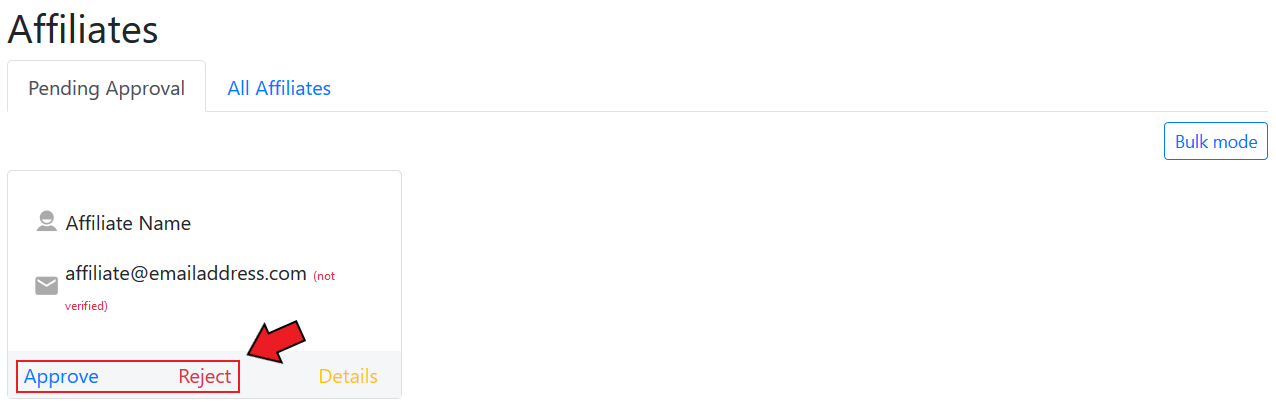 Affiliates
Pending Approval All Affiliates
Bulk mode
Affiliate Name
affiliate@emailaddress.com (not
verified)
Approve Reject Details